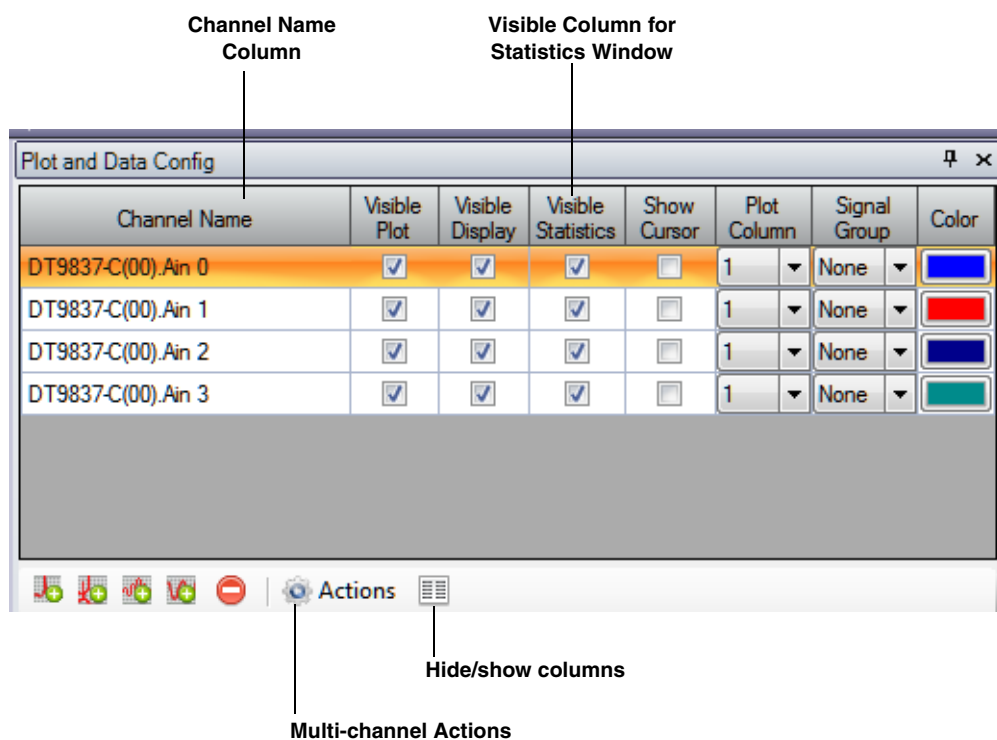 Channel Name
Column
Visible Column for
Statistics Window
Plot and Data Config
Channel Name
Visible
Plot
Visible
Display
Visible
Statistics
Show
Cursor
Plot
Column
Signal
Group
Color
DT9837-C(00).Ain 0 1 None
DT9837-C(00).Ain 1 1 None
DT9837-C(00).Ain 2 1 None
DT9837-C(00).Ain 3 1 None
Actions
Hide/show columns
Multi-channel Actions